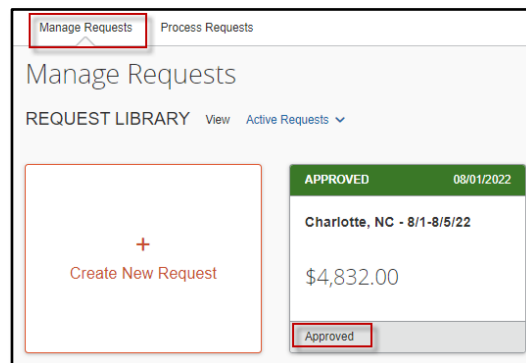 Manage Requests Process Requests
Manage Requests
REQUEST LIBRARY View Active Requests
+
Create New Request
APPROVED 08/01/2022
Charlotte, NC - 8/1-8/5/22
$4,832.00
Approved